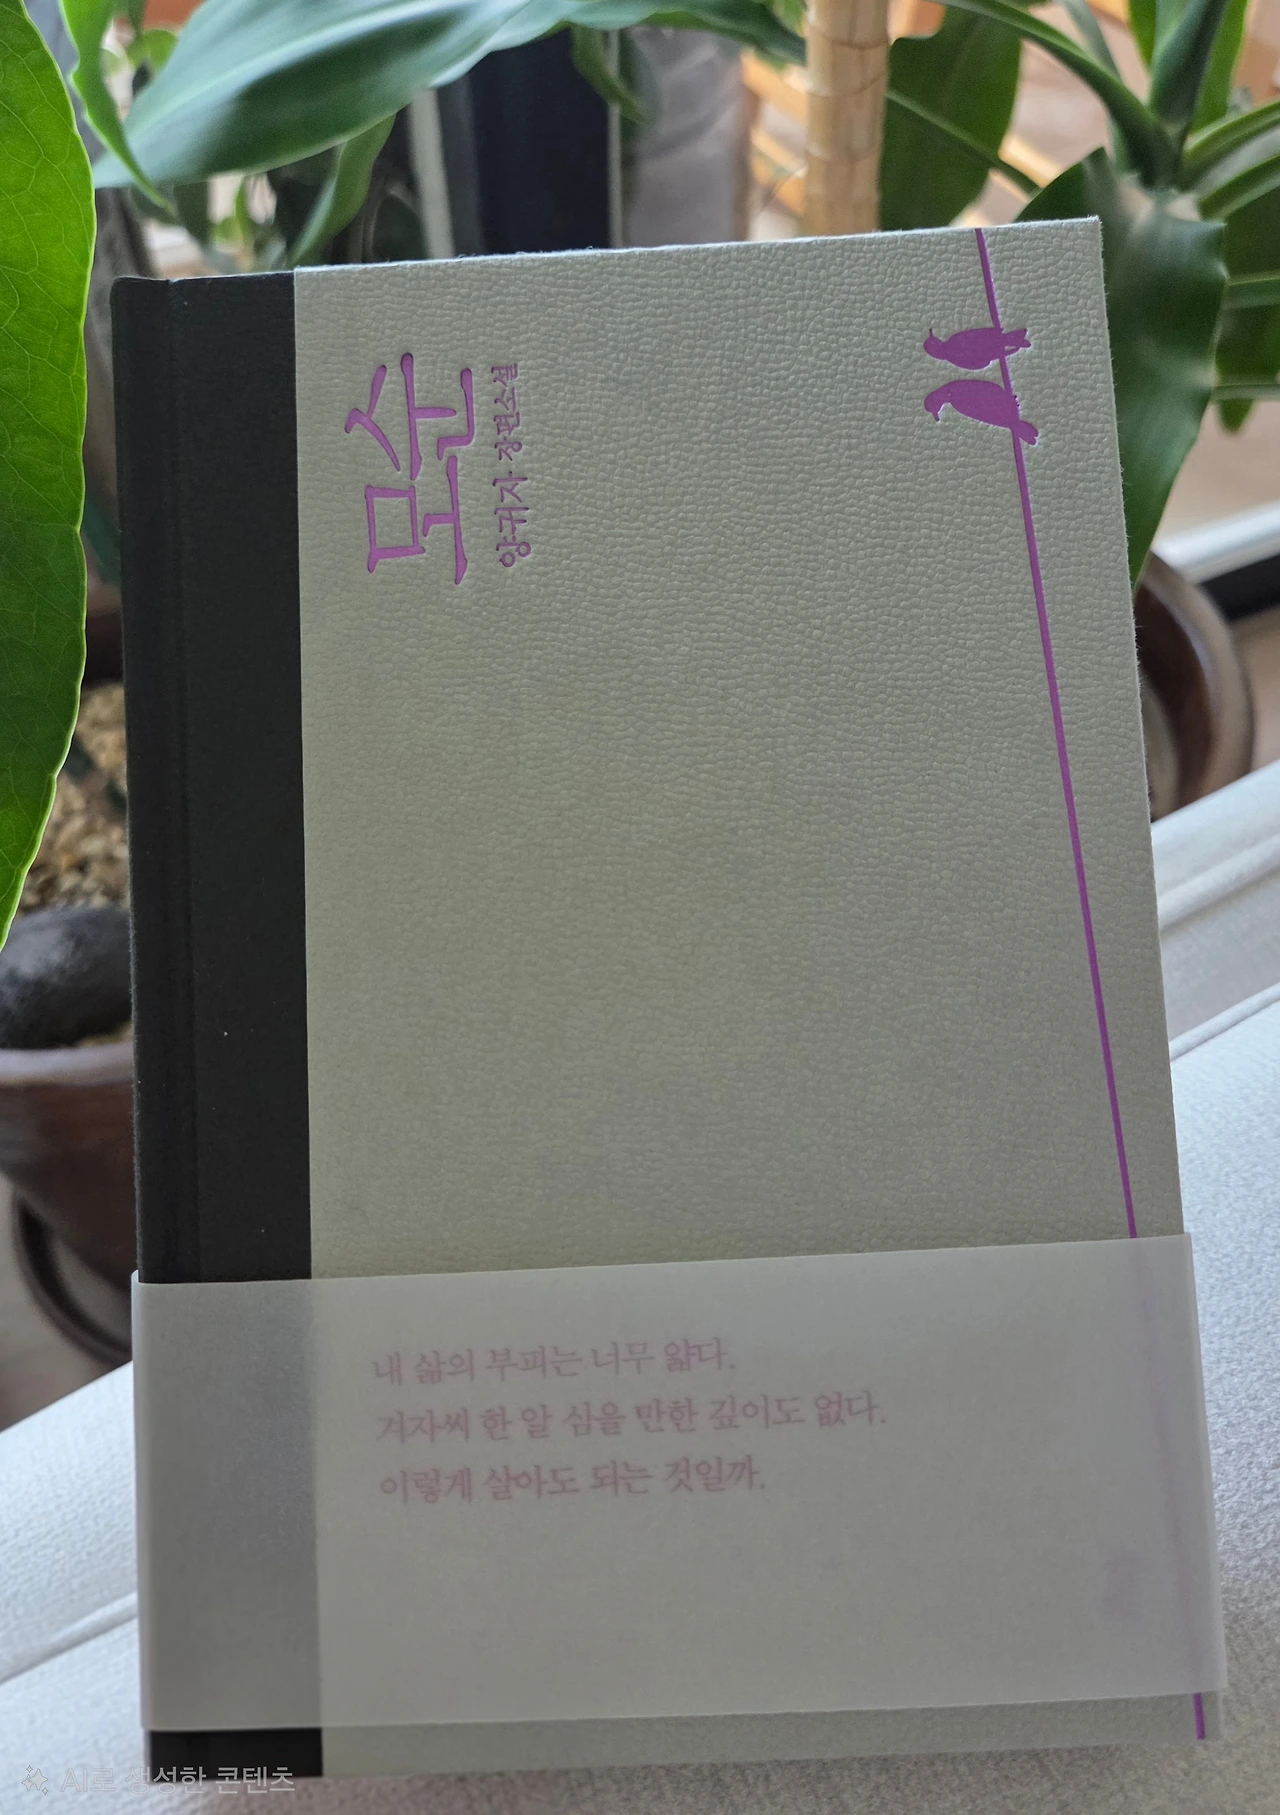 모순
양귀자 장편소설
내 삶의 부피는 너무 얇다.
겨자씨 한 알 심을 만한 깊이도 없다.
이렇게 살아도 되는 것일까.
AI로 생성한 콘텐츠